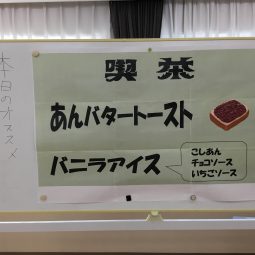 本日のオススメ
喫茶
あんバタートースト
バニラアイス
こしあん
チョコソース
いちごソース